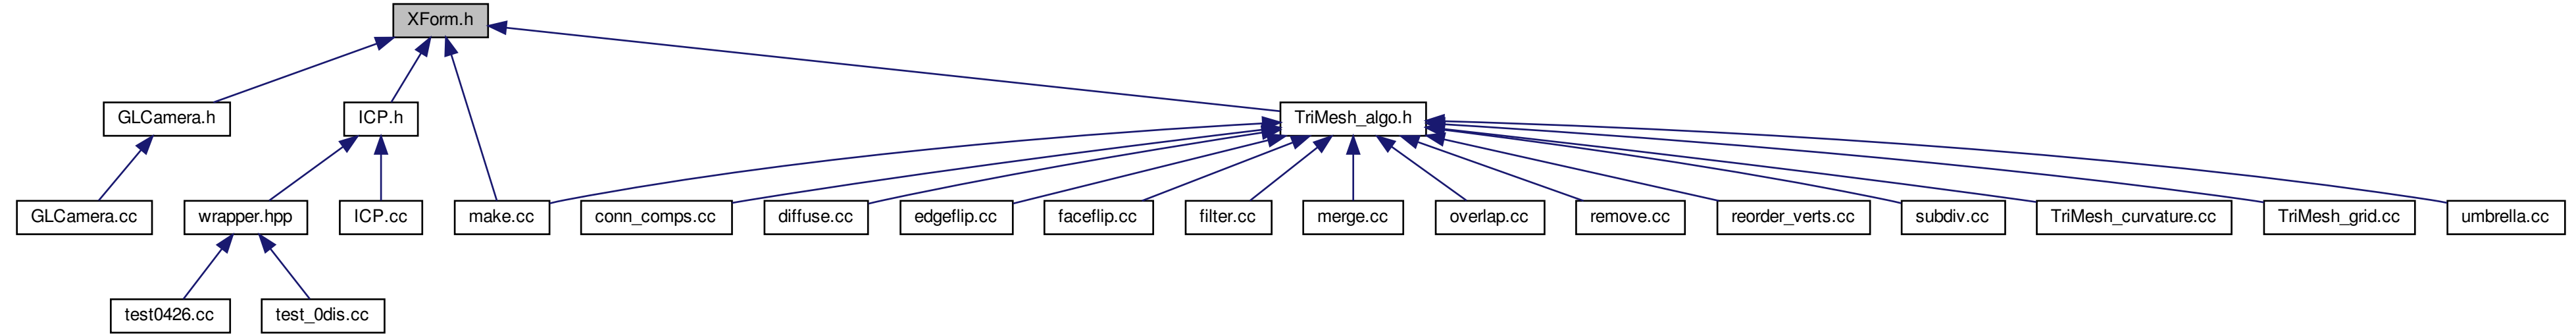 XForm.h
GLCamera.h
ICP.h
TriMesh_algo.h
GLCamera.cc
wrapper.hpp
ICP.cc
make.cc
conn_comps.cc
diffuse.cc
edgeflip.cc
faceflip.cc
filter.cc
merge.cc
overlap.cc
remove.cc
reorder_verts.cc
subdiv.cc
TriMesh_curvature.cc
TriMesh_grid.cc
umbrella.cc
test0426.cc
test_0dis.cc